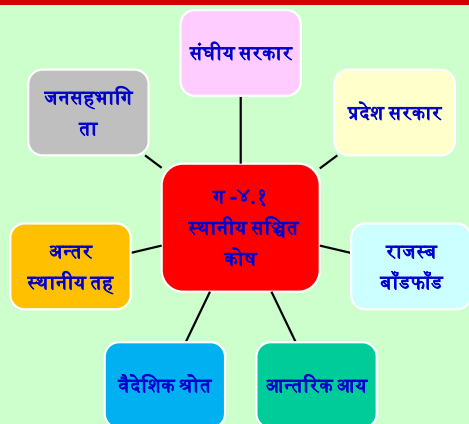 संघीय सरकार
जनसहभागि
ता
प्रदेश सरकार
ग -४.१
स्थानीय सञ्चित
कोष
अन्तर
स्थानीय तह
राजस्ब
बाँडफाँड
वैदेशिक श्रोत
आन्तरिक आय